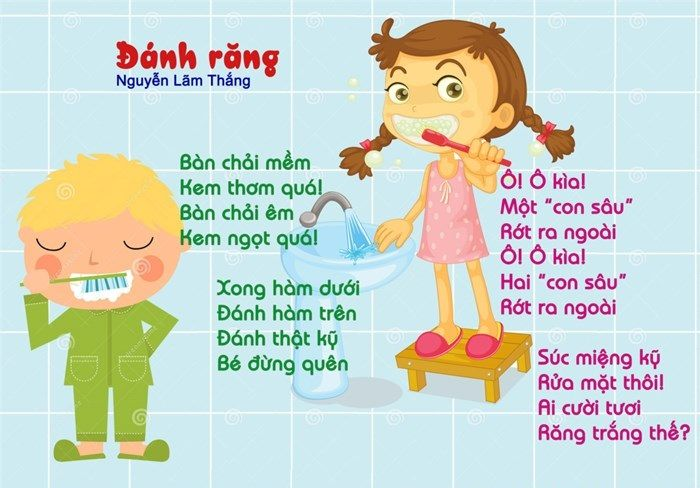 Đánh răng
Nguyễn Lãm Thắng
Bàn chải mềm
Kem thơm quá!
Bàn chải êm
Kem ngọt quá!
Xong hàm dưới
Đánh hàm trên
Đánh thật kỹ
Bé đừng quên
Ô! Ô kìa!
Một "con sâu"
Rớt ra ngoài
Ô! Ô kìa!
Hai "con sâu"
Rớt ra ngoài
Súc miệng kỹ
Rửa mặt thôi!
Ai cười tươi
Răng trắng thế?